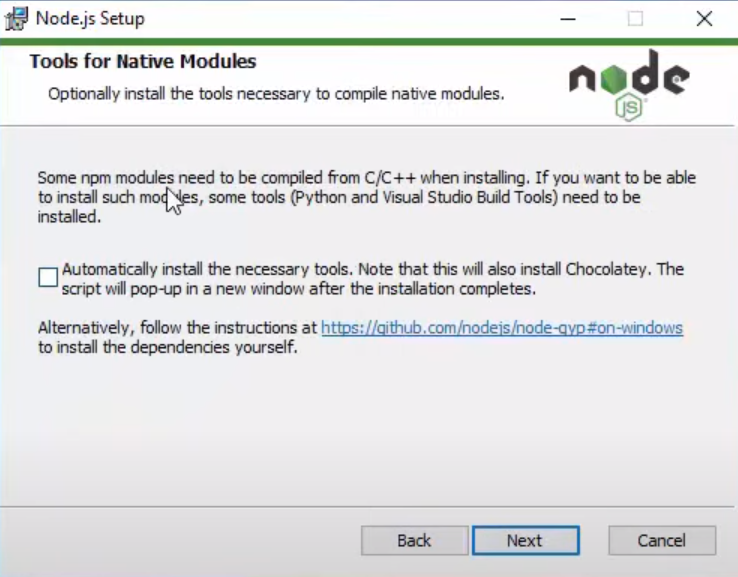 Node.js Setup
Tools for Native Modules
Optionally install the tools necessary to compile native modules.
node
JS
Some npm modules need to be compiled from C/C++ when installing. If you want to be able
to install such modules, some tools (Python and Visual Studio Build Tools) need to be
installed.
Automatically install the necessary tools. Note that this will also install Chocolatey. The
script will pop-up in a new window after the installation completes.
Alternatively, follow the instructions at https://github.com/nodejs/node-gyp#on-windows
to install the dependencies yourself.
Back
Next
Cancel